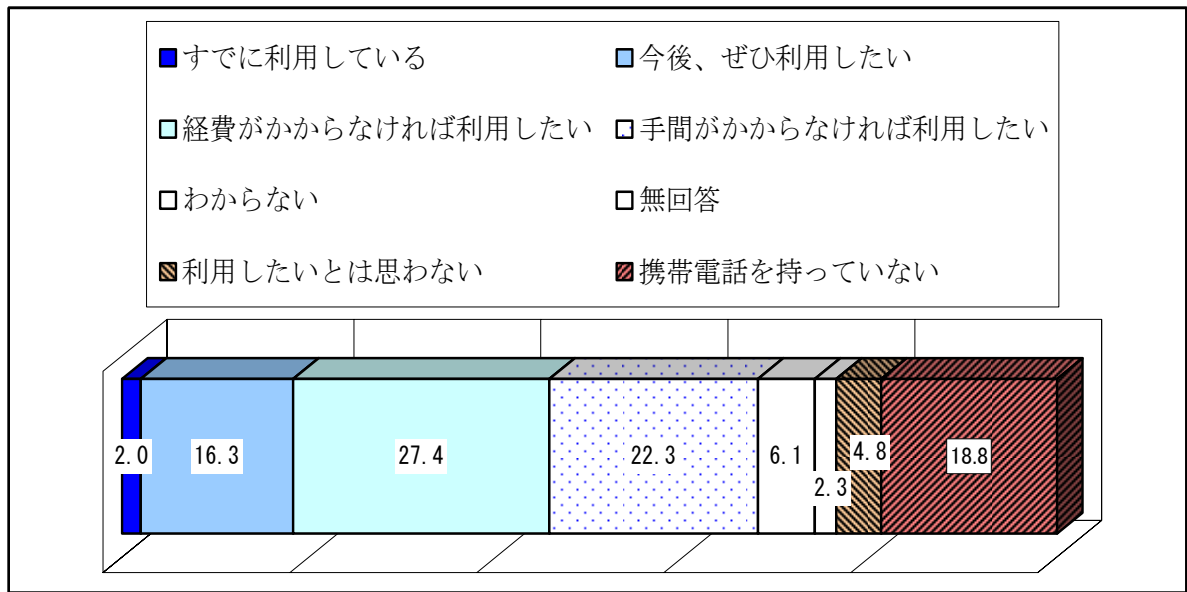 すでに利用している 今後、ぜひ利用したい
経費がかからなければ利用したい 手間がかからなければ利用したい
わからない 無回答
利用したいとは思わない 携帯電話を持っていない
2.0 16.3 27.4 22.3 6.1 2.3 4.8 18.8